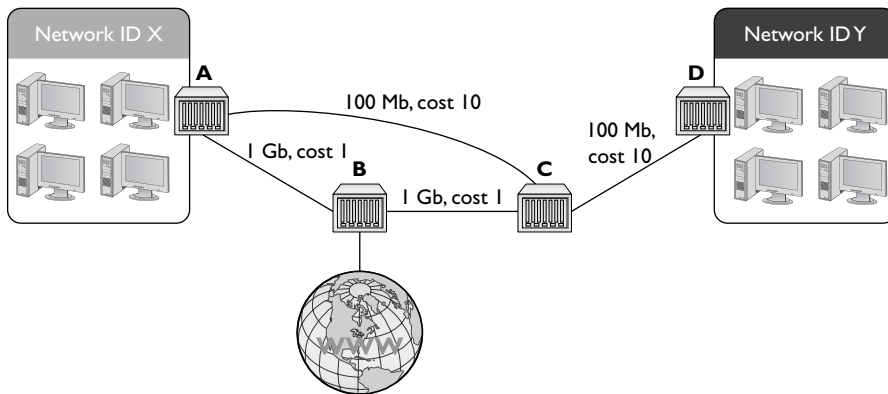 Network ID X
Network ID Y
A
D
100 Mb, cost 10
100 Mb,
cost 10
1 Gb, cost 1
B
C
1 Gb, cost 1
WWW